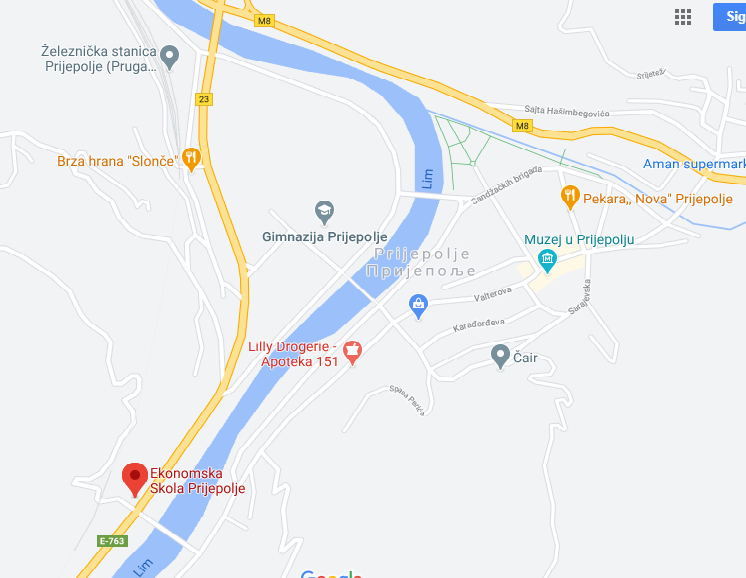 M8
Sig
Železnička stanica
Prijepolje (Pruga...
23
Strijetež
Sajta Hašimbegovića
M8
Brza hrana "Slonče"
Aman supermark
Lim
Sandžačkih brigada
Pekara,, Nova" Prijepolje
Gimnazija Prijepolje
Muzej u Prijepolju
Prijepolje
Пријепоље
Valterova
Sarajevska
Karađorđeva
Lilly Drogerie -
Apoteka 151
Čair
Spasa Perića
Ekonomska
Skola Prijepolje
E-763
Lim
Google